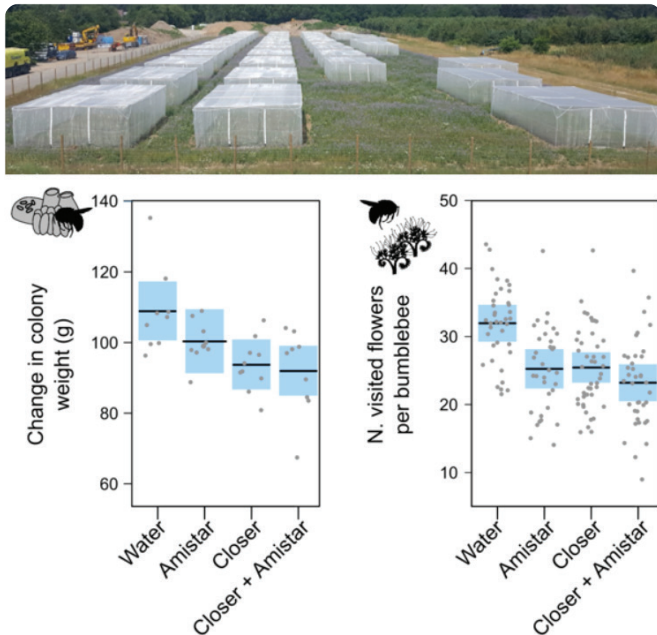 140
120
100
80
60
Change in colony
weight (g)
Water
Amistar
Closer
Closer + Amistar
50
40
30
20
10
N. visited flowers
per bumblebee
Water
Amistar
Closer
Closer + Amistar